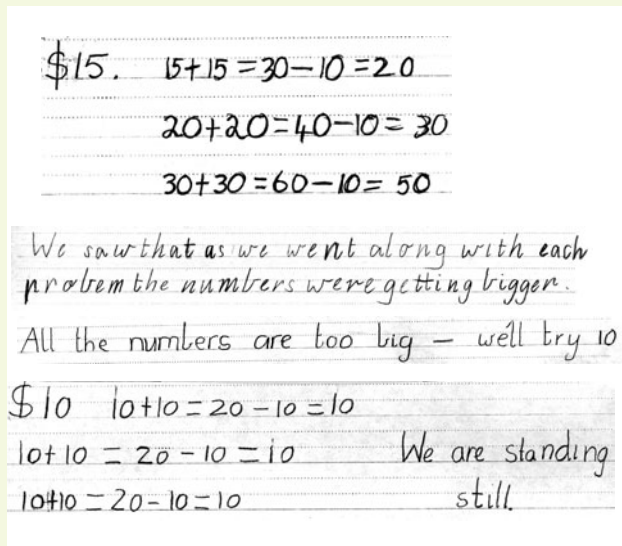 $15. 15+15=30-10=20
20+20=40-10=30
30+30=60-10=50
We saw that as we went along with each
probem the numbers were getting bigger.
All the numbers are too big - we'll try 10
$10 10+10=20-10=10
10+10=20-10=10 We are standing
10+10=20-10=10 still.